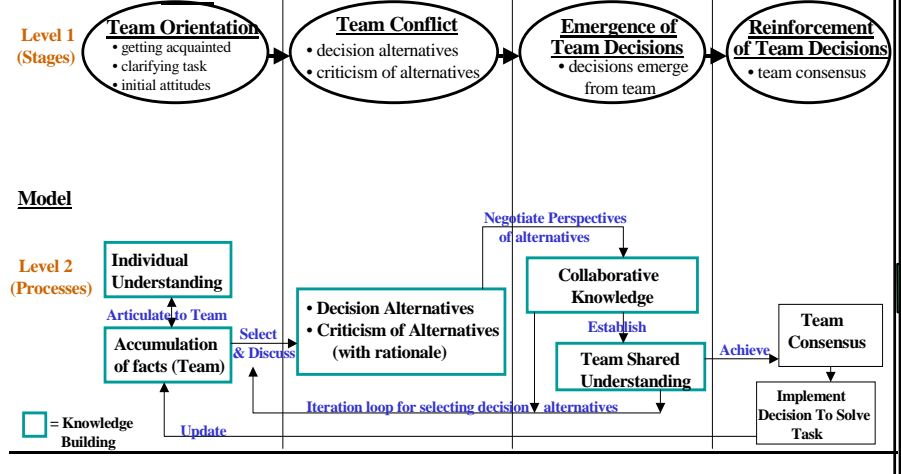 Level 1
(Stages)
Team Orientation
• getting acquainted
• clarifying task
• initial attitudes
Team Conflict
• decision alternatives
• criticism of alternatives
Emergence of
Team Decisions
• decisions emerge
from team
Reinforcement
of Team Decisions
• team consensus
Model
Level 2
(Processes)
Individual
Understanding
Articulate to Team
Accumulation
of facts (Team)
Select
& Discuss
• Decision Alternatives
• Criticism of Alternatives
(with rationale)
Negotiate Perspectives
of alternatives
Collaborative
Knowledge
Establish
Team Shared
Understanding
Achieve
Team
Consensus
Implement
Decision To Solve
Task
Iteration loop for selecting decision alternatives
Update
= Knowledge
Building